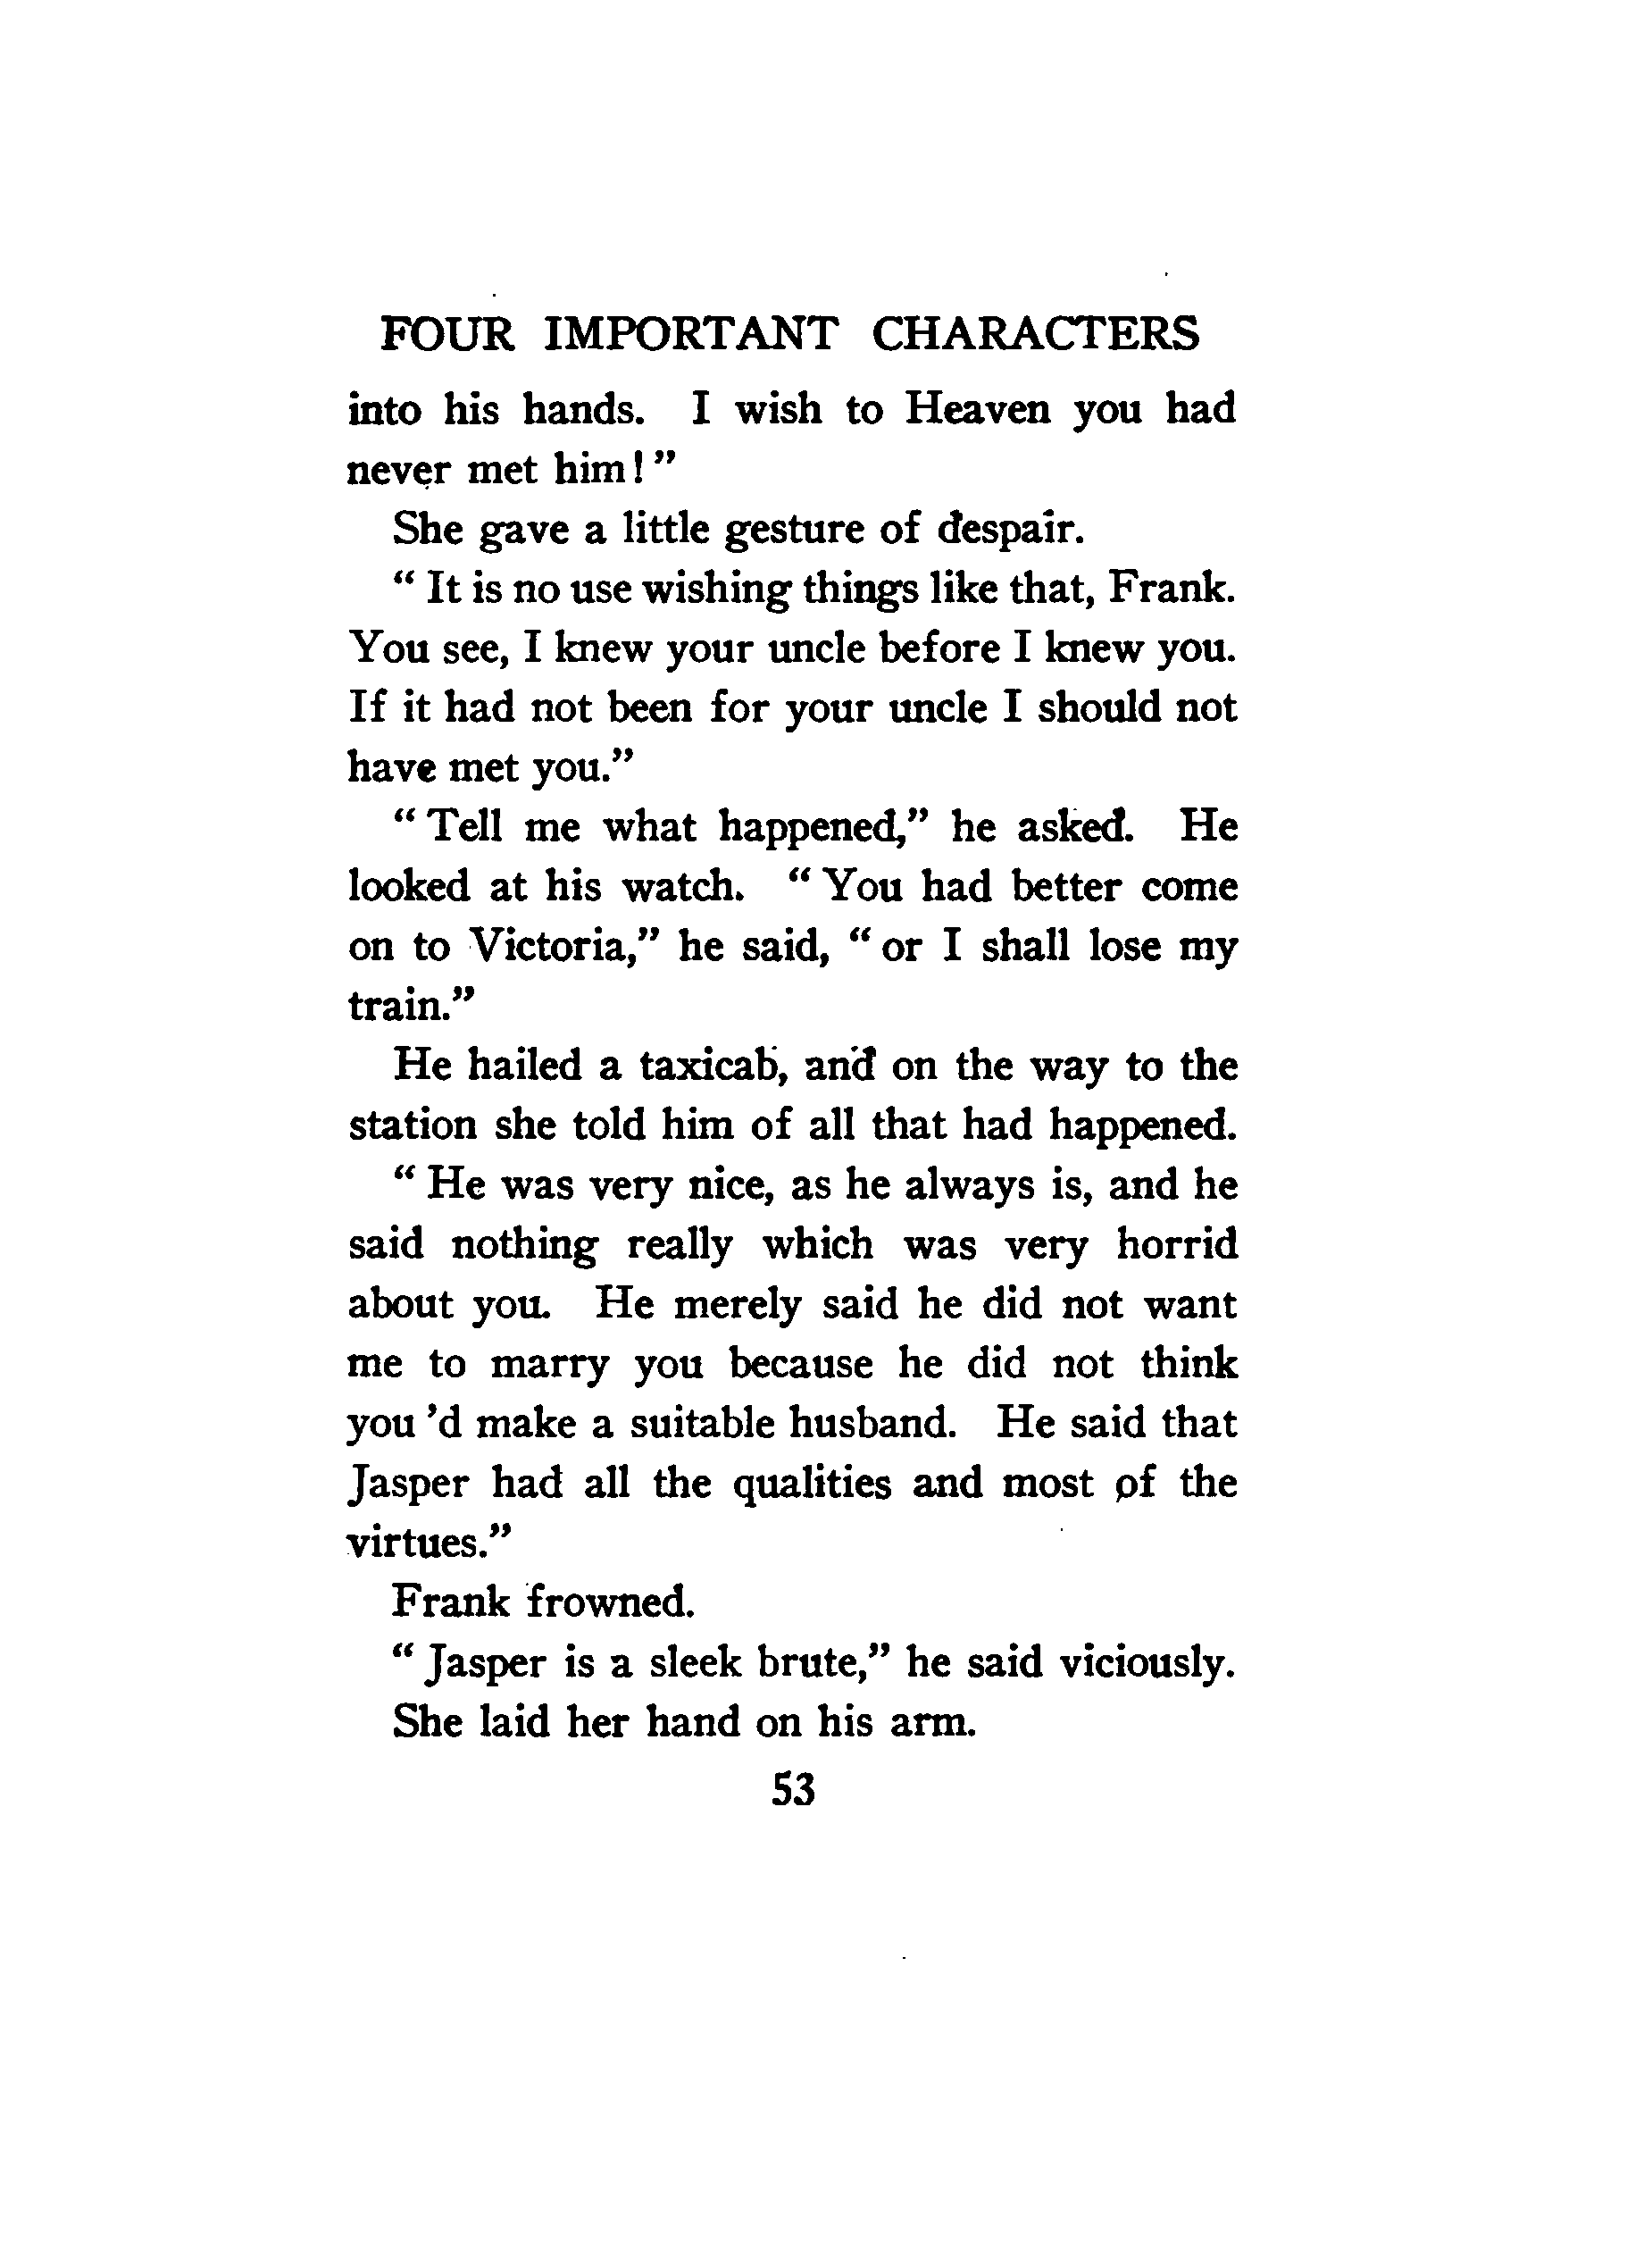 FOUR IMPORTANT CHARACTERS
into his hands. I wish to Heaven you had
never met him!”
She gave a little gesture of despair.
“ It is no use wishing things like that, Frank.
You see, I knew your uncle before I knew you.
If it had not been for your uncle I should not
have met you.”
“ Tell me what happened,” he asked. He
looked at his watch. “ You had better come
on to Victoria,” he said, “ or I shall lose my
train.”
He hailed a taxicab, and on the way to the
station she told him of all that had happened.
“ He was very nice, as he always is, and he
said nothing really which was very horrid
about you. He merely said he did not want
me to marry you because he did not think
you ’d make a suitable husband. He said that
Jasper had all the qualities and most of the
virtues.”
Frank frowned.
“ Jasper is a sleek brute,” he said viciously.
She laid her hand on his arm.
53